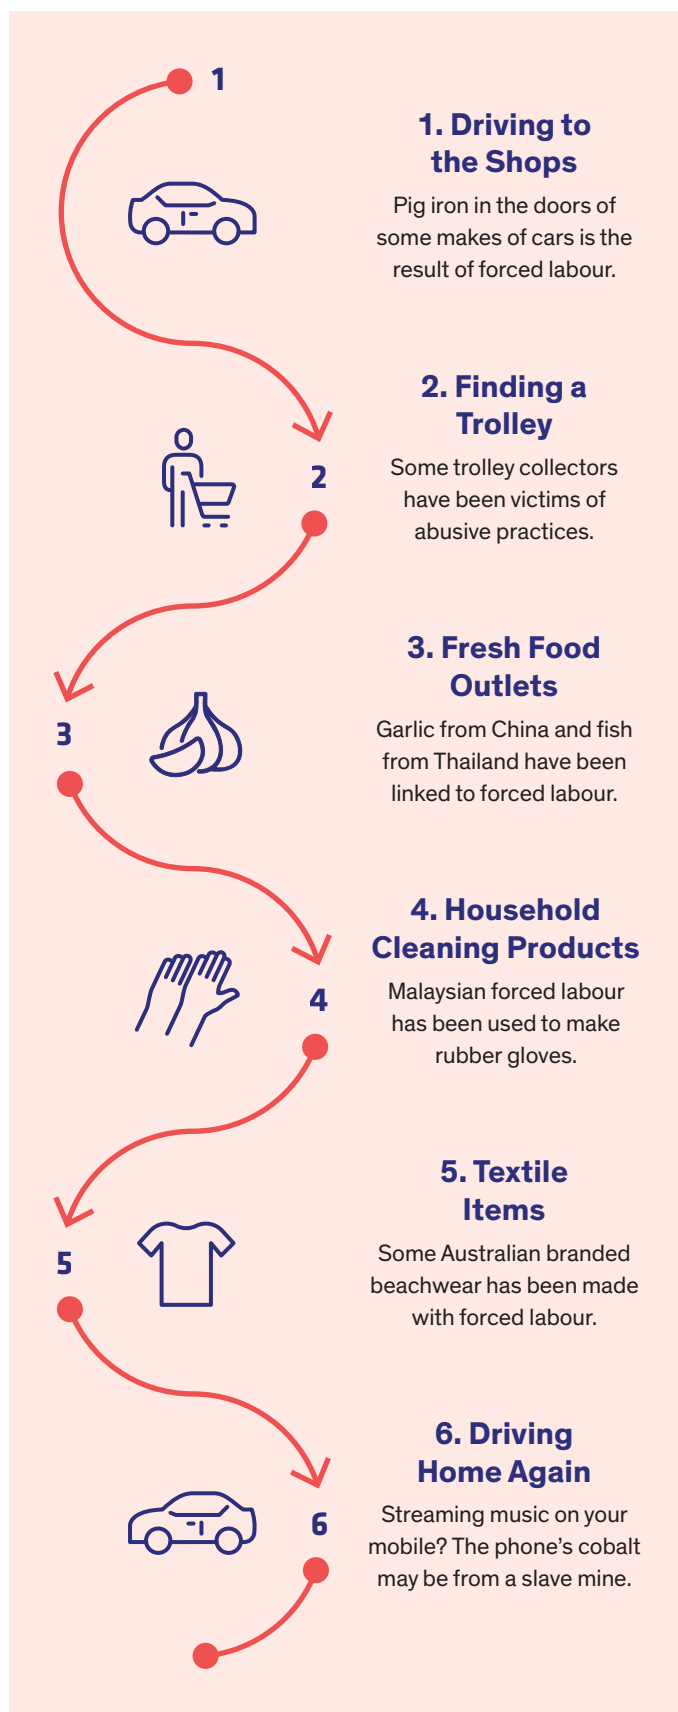 1
1. Driving to
the Shops
Pig iron in the doors of
some makes of cars is the
result of forced labour.
2. Finding a
Trolley
2
Some trolley collectors
have been victims of
abusive practices.
3. Fresh Food
Outlets
3
Garlic from China and fish
from Thailand have been
linked to forced labour.
4. Household
Cleaning Products
4
Malaysian forced labour
has been used to make
rubber gloves.
5. Textile
Items
5
Some Australian branded
beachwear has been made
with forced labour.
6. Driving
Home Again
6
Streaming music on your
mobile? The phone's cobalt
may be from a slave mine.